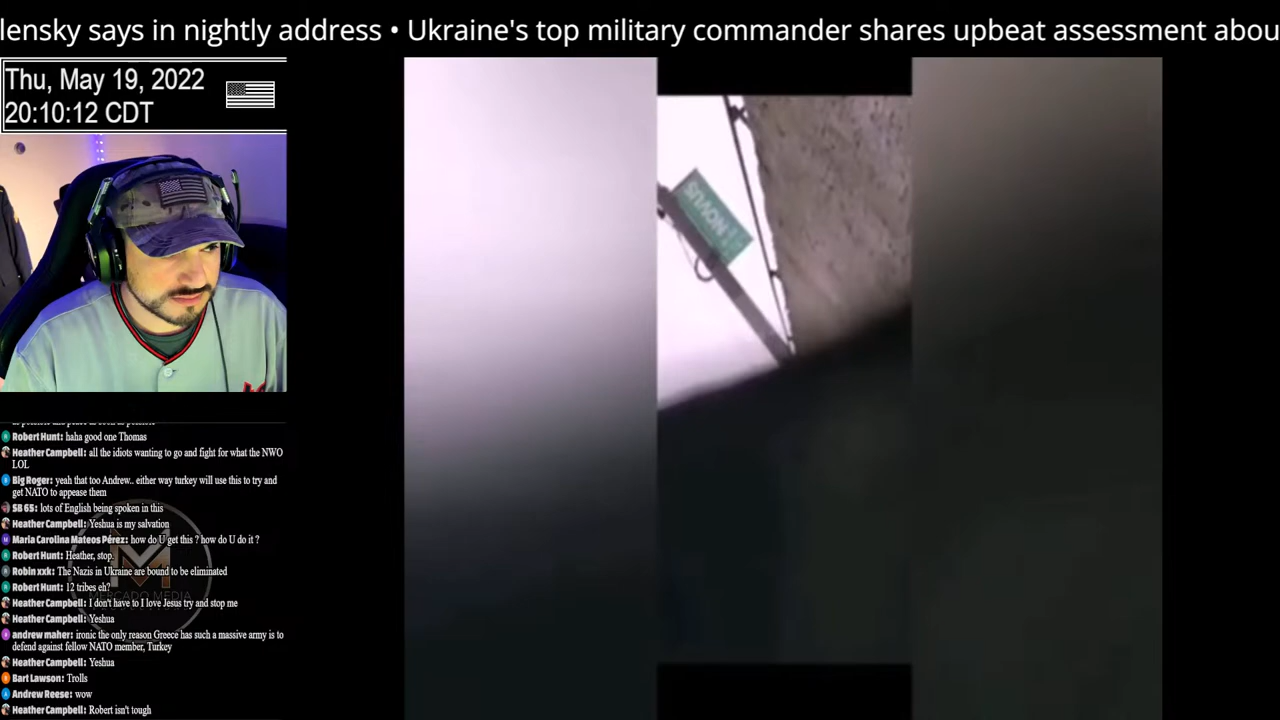 lensky says in nightly address • Ukraine's top military commander shares upbeat assessment abou
Thu, May 19, 2022
20:10:12 CDT
NOVUS
Robert Hunt: haha good one Thomas
Heather Campbell: all the idiots wanting to go and fight for what the NWO
LOL
Big Roger: yeah that too Andrew.. either way turkey will use this to try and
get NATO to appease them
SB 65: lots of English being spoken in this
Heather Campbell: Yeshua is my salvation
Maria Carolina Mateos Pérez: how do U get this ? how do U do it ?
Robert Hunt: Heather, stop.
Robin xxk: The Nazis in Ukraine are bound to be eliminated
Robert Hunt: 12 tribes eh?
MERCADO MEDIA
Heather Campbell: I don't have to I love Jesus try and stop me
Heather Campbell: Yeshua
andrew maher: ironic the only reason Greece has such a massive army is to
defend against fellow NATO member, Turkey
Heather Campbell: Yeshua
Bart Lawson: Trolls
Andrew Reese: wow
Heather Campbell: Robert isn't tough